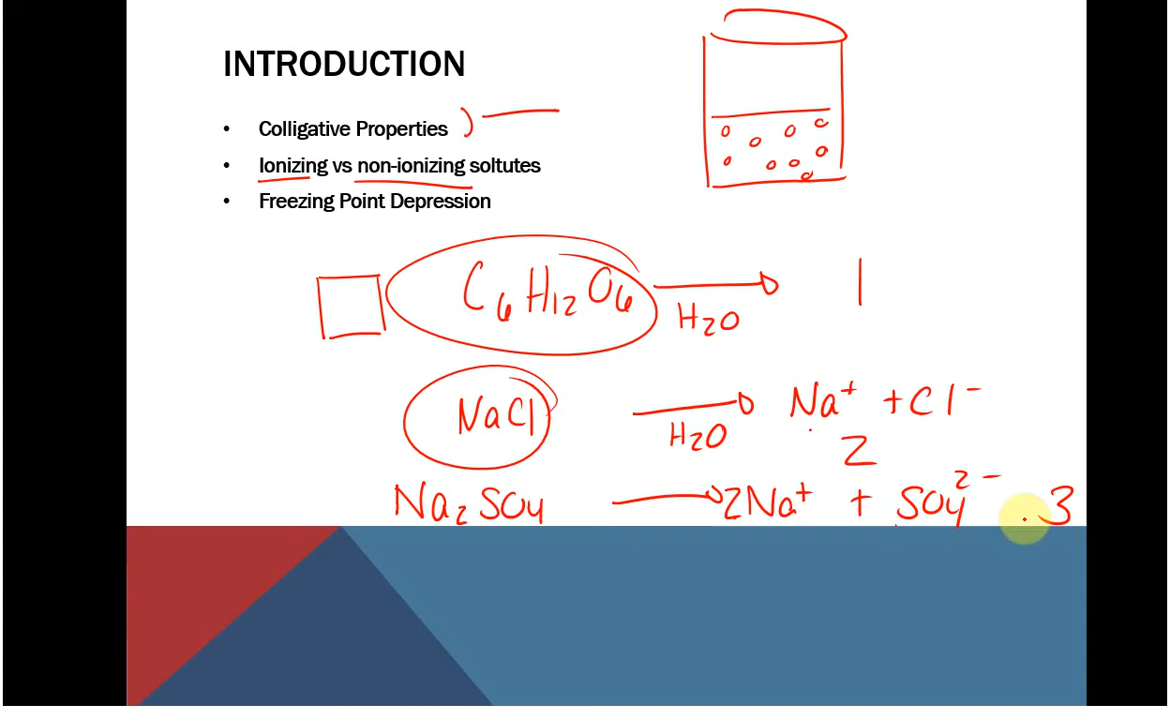 INTRODUCTION
• Colligative Properties
• Ionizing vs non-ionizing soltutes
• Freezing Point Depression
C6H12O6 → H2O 1
NaCl → H2O Na+ + Cl-
2
Na2SO4 → 2Na+ + SO4 2- . 3